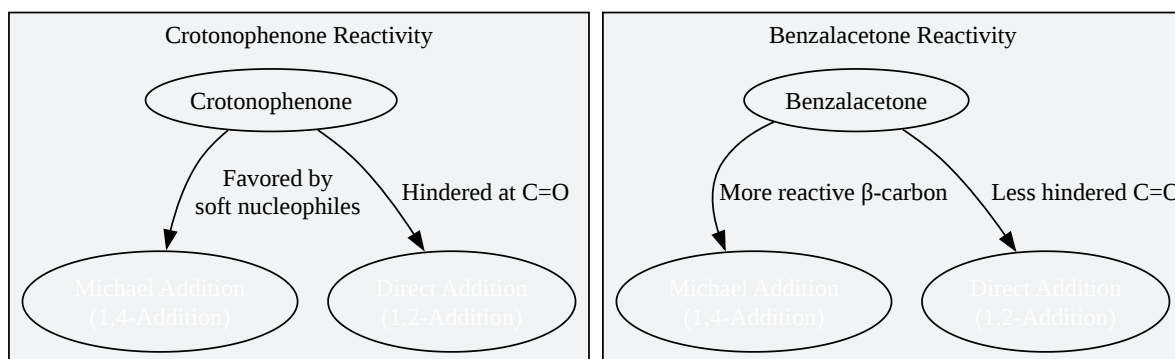 Crotonophenone Reactivity
Crotonophenone
Favored by
soft nucleophiles
Hindered at C=O
Michael Addition
(1,4-Addition)
Direct Addition
(1,2-Addition)
Benzalacetone Reactivity
Benzalacetone
More reactive β-carbon
Less hindered C=O
Michael Addition
(1,4-Addition)
Direct Addition
(1,2-Addition)